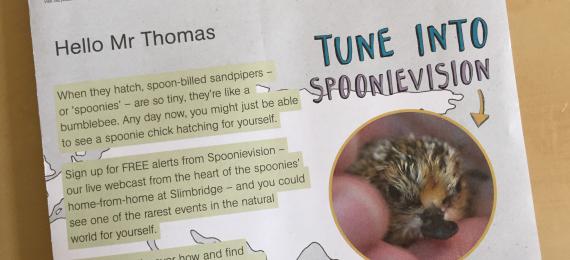 Hello Mr Thomas
TUNE INTO
SPOONIEVISION
When they hatch, spoon-billed sandpipers –
or 'spoonies' – are so tiny, they're like a
bumblebee. Any day now, you might just be able
to see a spoonie chick hatching for yourself.
Sign up for FREE alerts from Spoonievision –
our live webcast from the heart of the spoonies'
home-from-home at Slimbridge – and you could
see one of the rarest events in the natural
world for yourself.
how and find